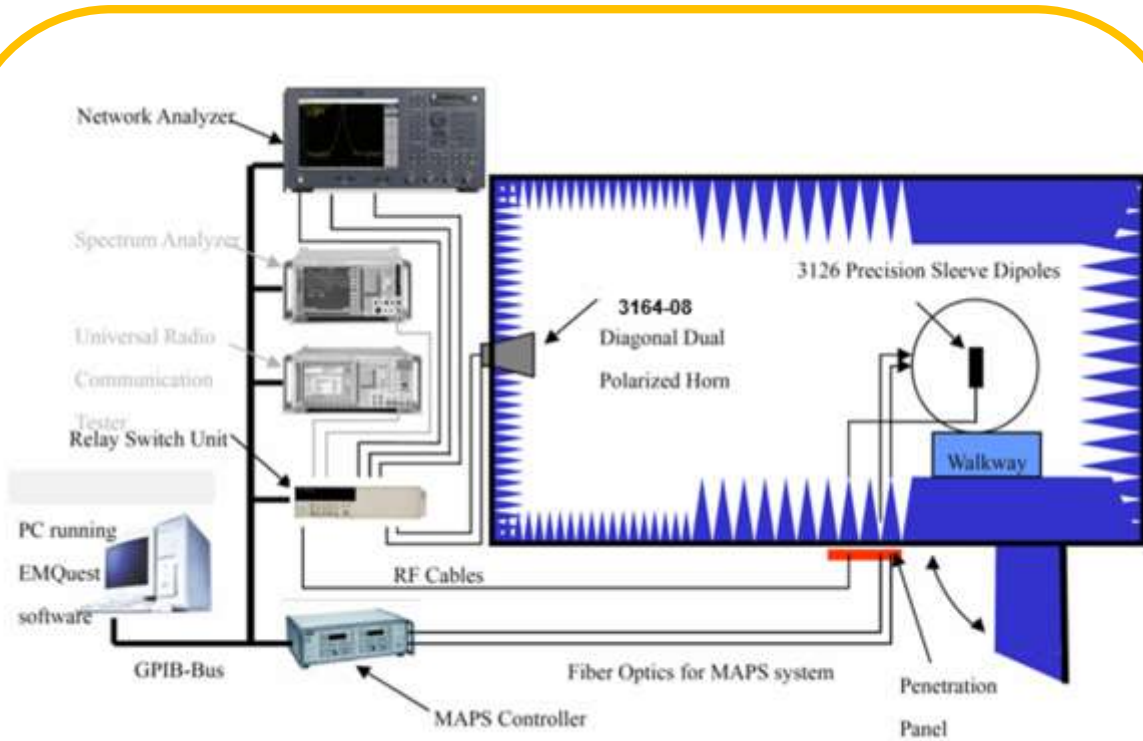 Network Analyzer
Spectrum Analyzer
3126 Precision Sleeve Dipoles
3164-08
Diagonal Dual
Polarized Horn
Universal Radio
Communication
Tester
Relay Switch Unit
Walkway
PC running
EMQuest
software
RF Cables
GPIB-Bus
Fiber Optics for MAPS system
Penetration
Panel
MAPS Controller